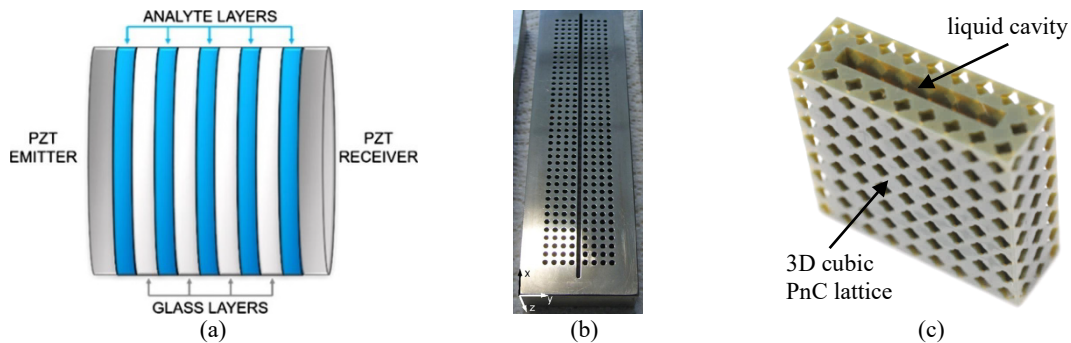 ANALYTE LAYERS
PZT
EMITTER
PZT
RECEIVER
GLASS LAYERS
(a)
x
y
z
(b)
liquid cavity
3D cubic
PnC lattice
(c)